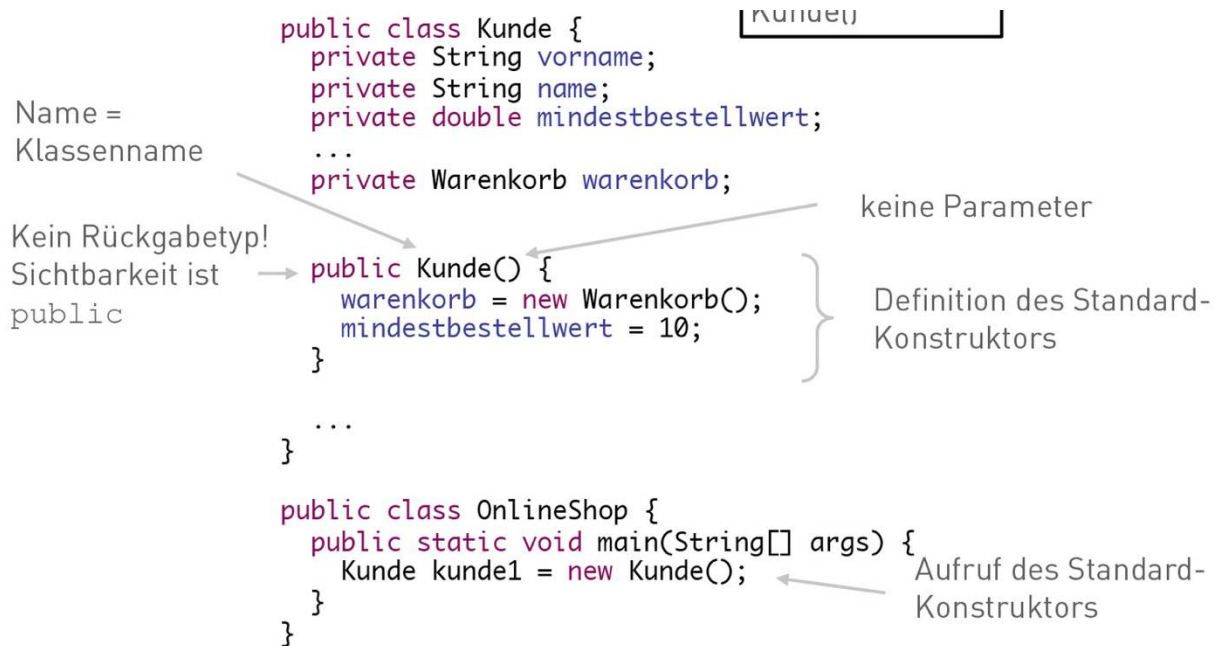 Kunde()
public class Kunde {
private String vorname;
private String name;
private double mindestbestellwert;
...
private Warenkorb warenkorb;
Name =
Klassenname
keine Parameter
Kein Rückgabetyp!
Sichtbarkeit ist
public
public Kunde() {
warenkorb = new Warenkorb();
mindestbestellwert = 10;
}
Definition des Standard-
Konstruktors
...
}
public class OnlineShop {
public static void main(String[] args) {
Kunde kunde1 = new Kunde();
}
}
Aufruf des Standard-
Konstruktors